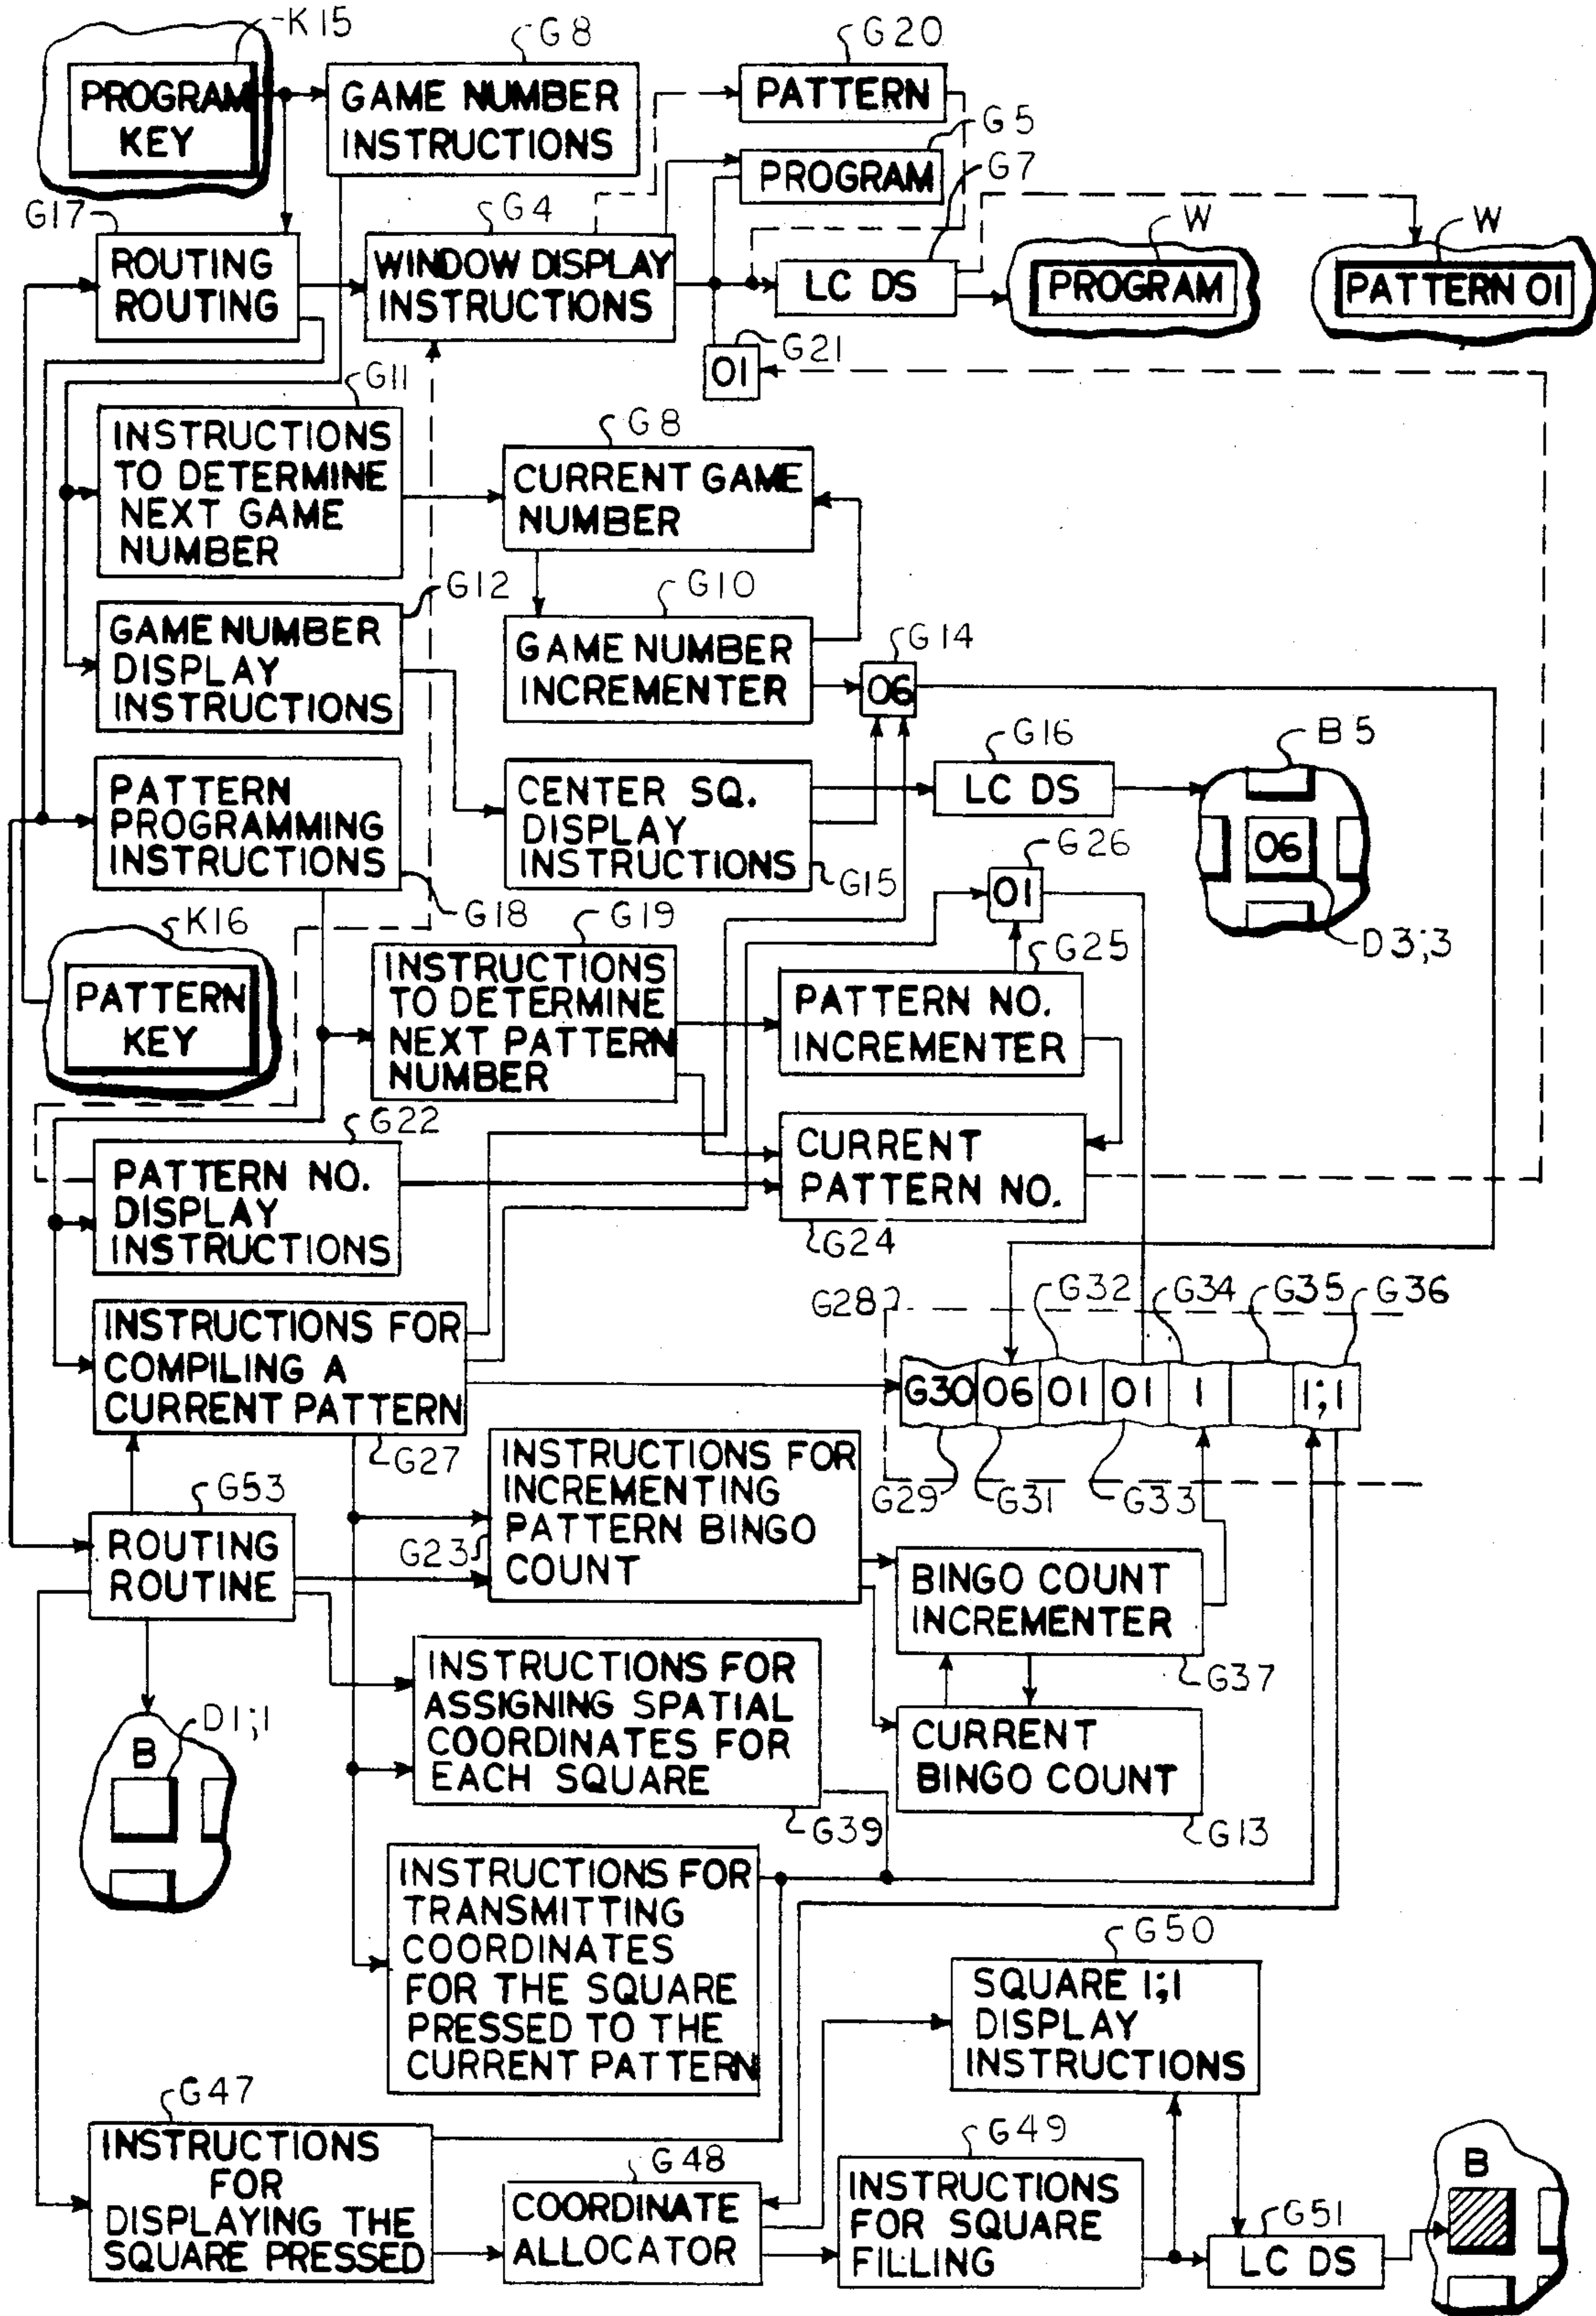 K15
G8
G20
PROGRAM
KEY
GAME NUMBER
INSTRUCTIONS
PATTERN
G5
PROGRAM
G7
G17
G4
W
W
ROUTING
ROUTING
WINDOW DISPLAY
INSTRUCTIONS
LC DS
PROGRAM
PATTERN 01
G21
01
G11
INSTRUCTIONS
TO DETERMINE
NEXT GAME
NUMBER
G8
CURRENT GAME
NUMBER
G12
G10
GAME NUMBER
DISPLAY
INSTRUCTIONS
GAME NUMBER
INCREMENTER
G14
06
G16
B5
PATTERN
PROGRAMMING
INSTRUCTIONS
CENTER SQ.
DISPLAY
INSTRUCTIONS
LC DS
06
G15
G26
01
D3;3
K16
G18
G19
G25
PATTERN
KEY
INSTRUCTIONS
TO DETERMINE
NEXT PATTERN
NUMBER
PATTERN NO.
INCREMENTER
G22
PATTERN NO.
DISPLAY
INSTRUCTIONS
CURRENT
PATTERN NO.
G24
G28
G32
G34
G35
G36
INSTRUCTIONS FOR
COMPILING A
CURRENT PATTERN
G30 06 01 01 1 1;1
G27
G29
G31
G33
G53
INSTRUCTIONS FOR
INCREMENTING
PATTERN BINGO
COUNT
G23
ROUTING
ROUTINE
BINGO COUNT
INCREMENTER
G37
INSTRUCTIONS FOR
ASSIGNING SPATIAL
COORDINATES FOR
EACH SQUARE
G39
D1;1
B
CURRENT
BINGO COUNT
G13
INSTRUCTIONS FOR
TRANSMITTING
COORDINATES
FOR THE SQUARE
PRESSED TO THE
CURRENT PATTERN
G50
SQUARE 1;1
DISPLAY
INSTRUCTIONS
G47
INSTRUCTIONS
FOR
DISPLAYING THE
SQUARE PRESSED
G48
COORDINATE
ALLOCATOR
G49
INSTRUCTIONS
FOR SQUARE
FILLING
G51
LC DS
B